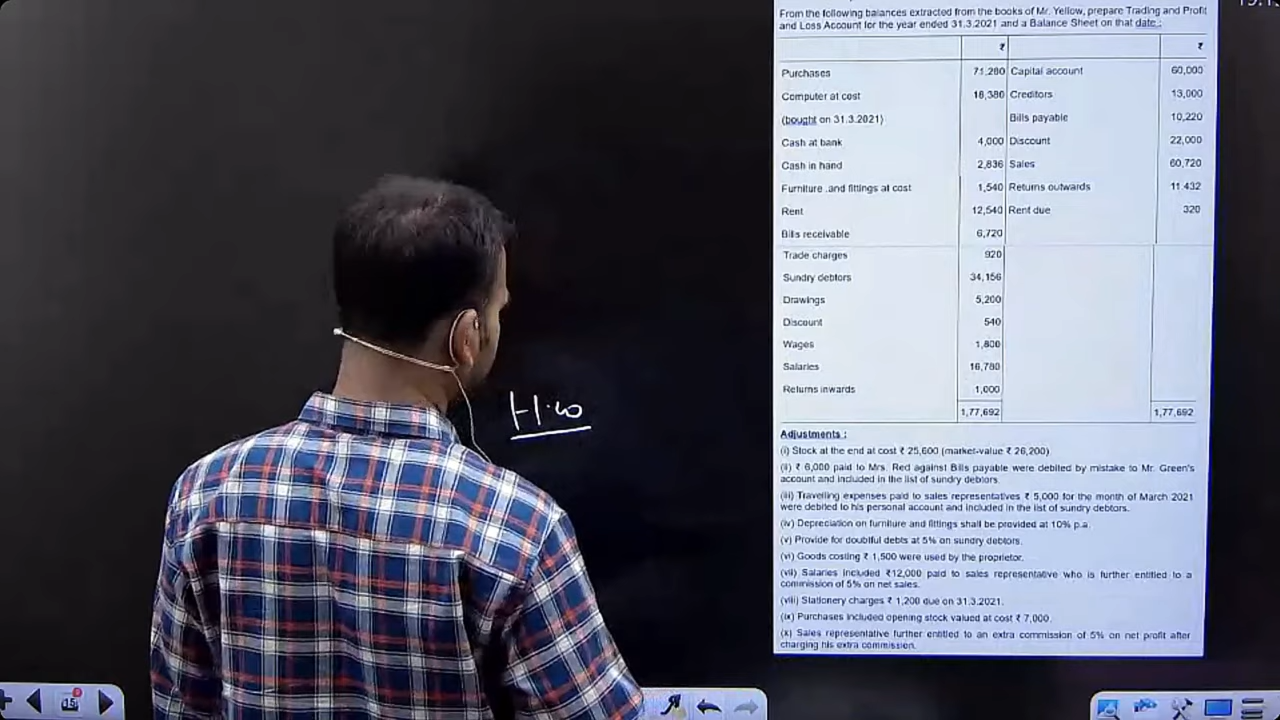 From the following balances extracted from the books of Mr. Yellow, prepare Trading and Profit
and Loss Account for the year ended 31.3.2021 and a Balance Sheet on that date :
₹ ₹
Purchases 71,280 Capital account 60,000
Computer at cost 18,380 Creditors 13,000
(bought on 31.3.2021) Bills payable 10,220
Cash at bank 4,000 Discount 22,000
Cash in hand 2,836 Sales 60,720
Furniture and fittings at cost 1,540 Returns outwards 11 432
Rent 12,540 Rent due 320
Bills receivable 6,720
Trade charges 920
Sundry debtors 34,156
Drawings 5,200
Discount 540
Wages 1,800
Salaries 16,780
Returns inwards 1,000
1,77,692 1,77,692
Adjustments :
(i) Stock at the end at cost ₹ 25,600 (market-value ₹ 26,200)
(ii) ₹ 6,000 paid to Mrs. Red against Bills payable were debited by mistake to Mr. Green's
account and included in the list of sundry debtors.
(iii) Travelling expenses paid to sales representatives ₹ 5,000 for the month of March 2021
were debited to his personal account and included in the list of sundry debtors.
(iv) Depreciation on furniture and fittings shall be provided at 10% p.a.
(v) Provide for doubtful debts at 5% on sundry debtors.
(vi) Goods costing ₹ 1,500 were used by the proprietor.
(vii) Salaries included ₹12,000 paid to sales representative who is further entitled to a
commission of 5% on net sales.
(viii) Stationery charges ₹ 1,200 due on 31.3.2021.
(ix) Purchases included opening stock valued at cost ₹ 7,000.
(x) Sales representative further entitled to an extra commission of 5% on net profit after
charging his extra commission.
15